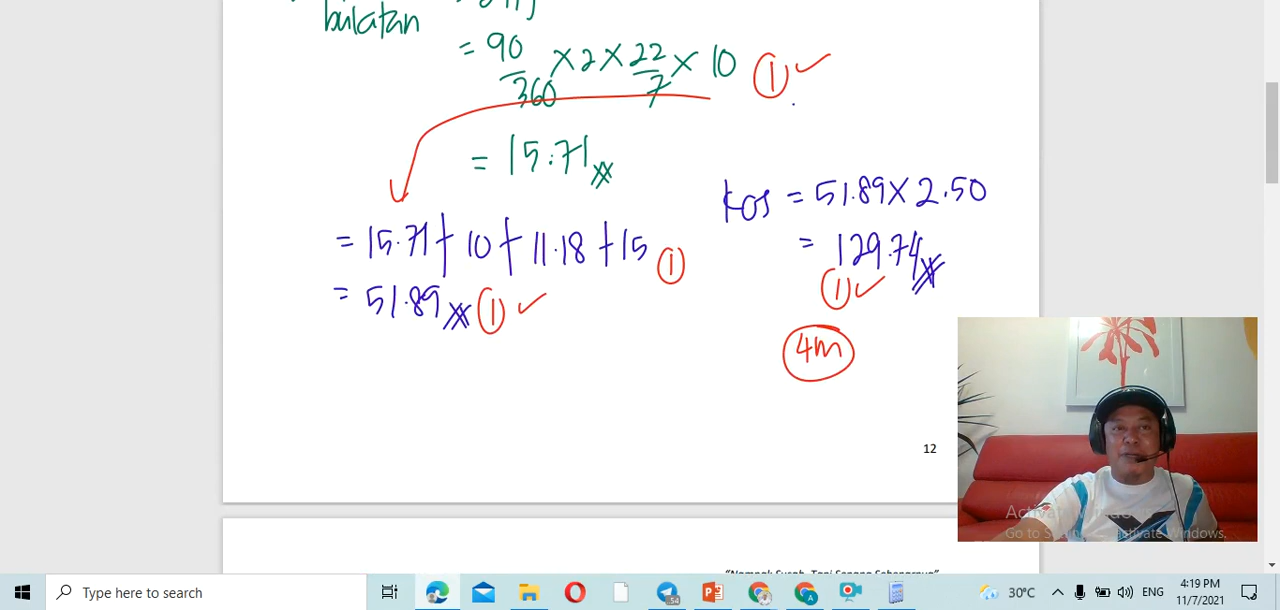 bulatan
= 90/360 × 2 × 22/7 × 10 ① ✓
= 15.71
= 15.71 + 10 + 11.18 + 15 ①
= 51.89 ① ✓
kos = 51.89 × 2.50
= 129.74
① ✓
4m
12
Type here to search
54
30°C
ENG
4:19 PM
11/7/2021